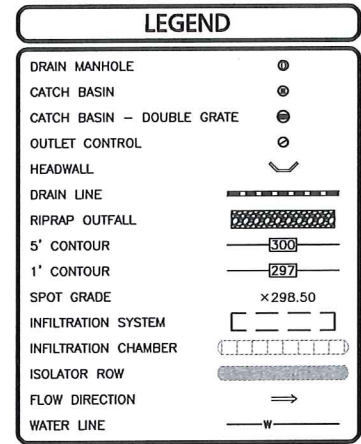 LEGEND
DRAIN MANHOLE
CATCH BASIN
CATCH BASIN – DOUBLE GRATE
OUTLET CONTROL
HEADWALL
DRAIN LINE
RIPRAP OUTFALL
5' CONTOUR 300
1' CONTOUR 297
SPOT GRADE ×298.50
INFILTRATION SYSTEM
INFILTRATION CHAMBER
ISOLATOR ROW
FLOW DIRECTION
WATER LINE W